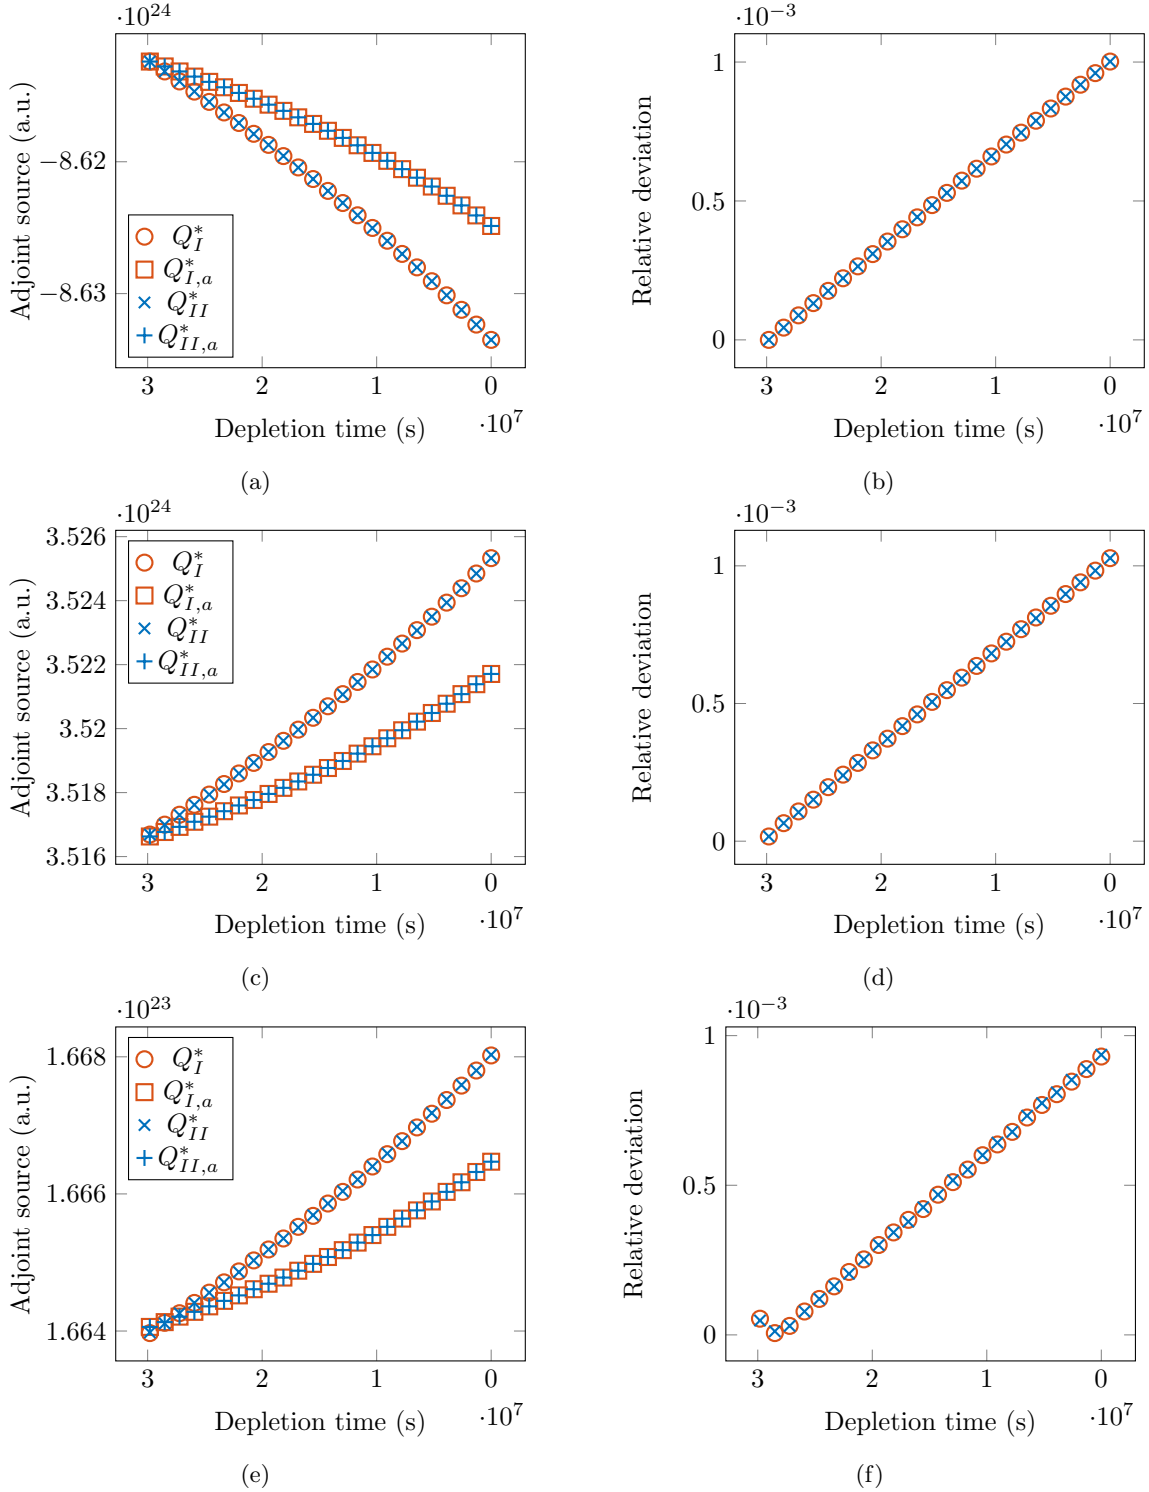 ·10^24
Adjoint source (a.u.)
−8.62
−8.63
Q*_I
Q*_{I,a}
Q*_{II}
Q*_{II,a}
3 2 1 0
·10^7
Depletion time (s)
(a)
·10^−3
Relative deviation
1
0.5
0
3 2 1 0
·10^7
Depletion time (s)
(b)
·10^24
Adjoint source (a.u.)
3.526
3.524
3.522
3.52
3.518
3.516
Q*_I
Q*_{I,a}
Q*_{II}
Q*_{II,a}
3 2 1 0
·10^7
Depletion time (s)
(c)
·10^−3
Relative deviation
1
0.5
0
3 2 1 0
·10^7
Depletion time (s)
(d)
·10^23
Adjoint source (a.u.)
1.668
1.666
1.664
Q*_I
Q*_{I,a}
Q*_{II}
Q*_{II,a}
3 2 1 0
·10^7
Depletion time (s)
(e)
·10^−3
Relative deviation
1
0.5
0
3 2 1 0
·10^7
Depletion time (s)
(f)